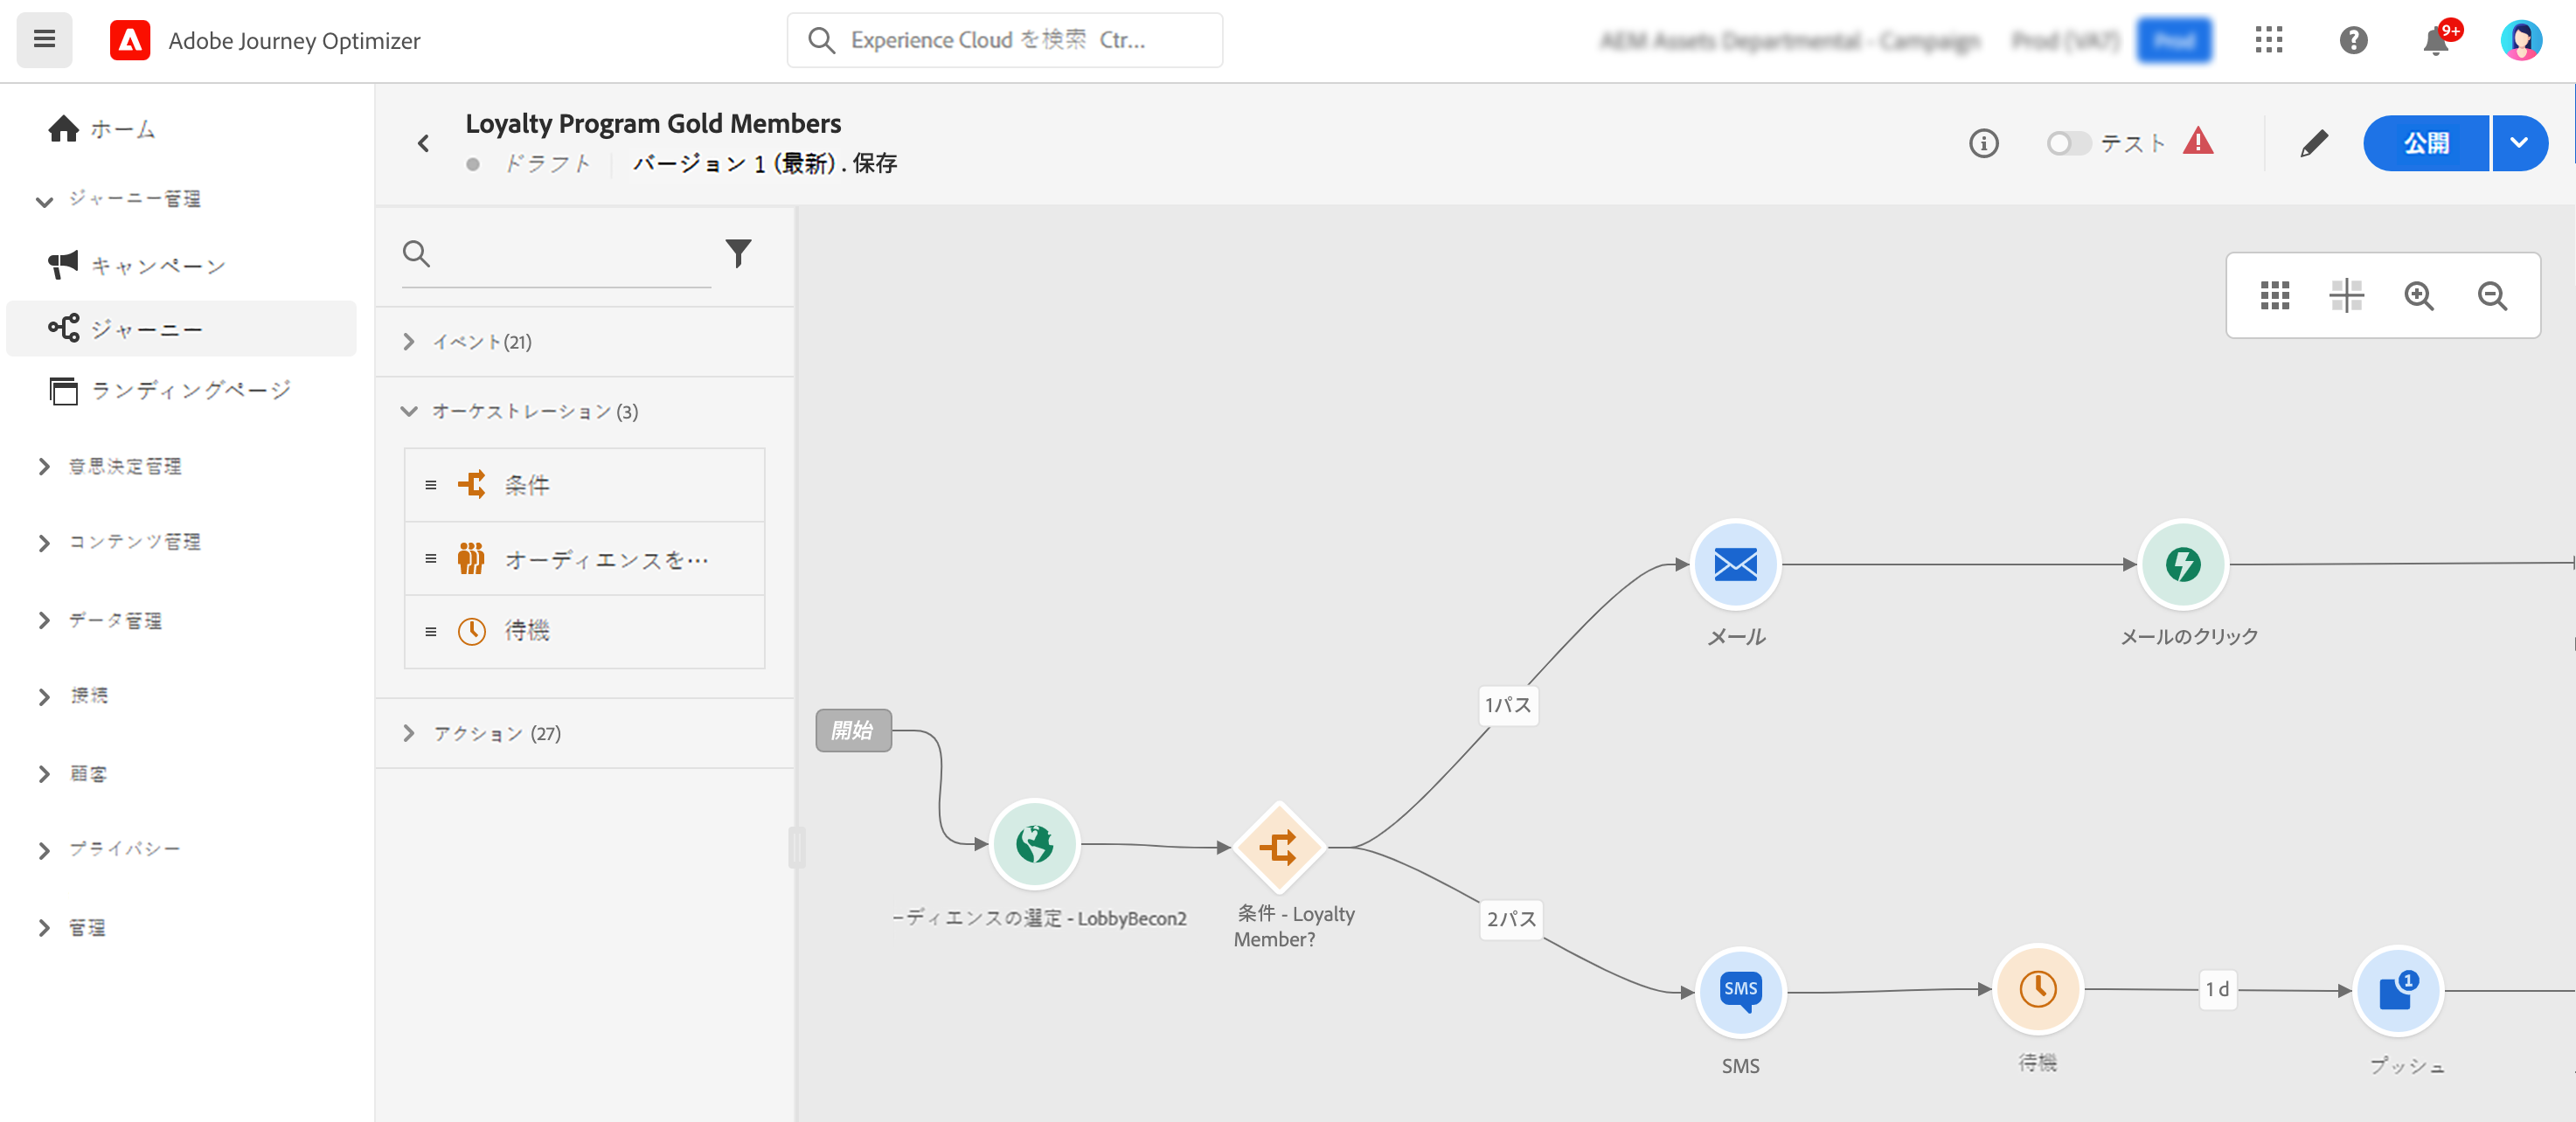 Adobe Journey Optimizer
Experience Cloud を検索 Ctr...
9+
ホーム
ジャーニー管理
キャンペーン
ジャーニー
ランディングページ
意思決定管理
コンテンツ管理
データ管理
接続
顧客
プライバシー
管理
Loyalty Program Gold Members
ドラフト
バージョン 1 (最新) . 保存
テスト
公開
イベント(21)
オーケストレーション (3)
条件
オーディエンスを…
待機
アクション (27)
開始
ーディエンスの選定 - LobbyBecon2
条件 - Loyalty
Member?
1パス
メール
メールのクリック
2パス
SMS
SMS
待機
1 d
1
プッシュ